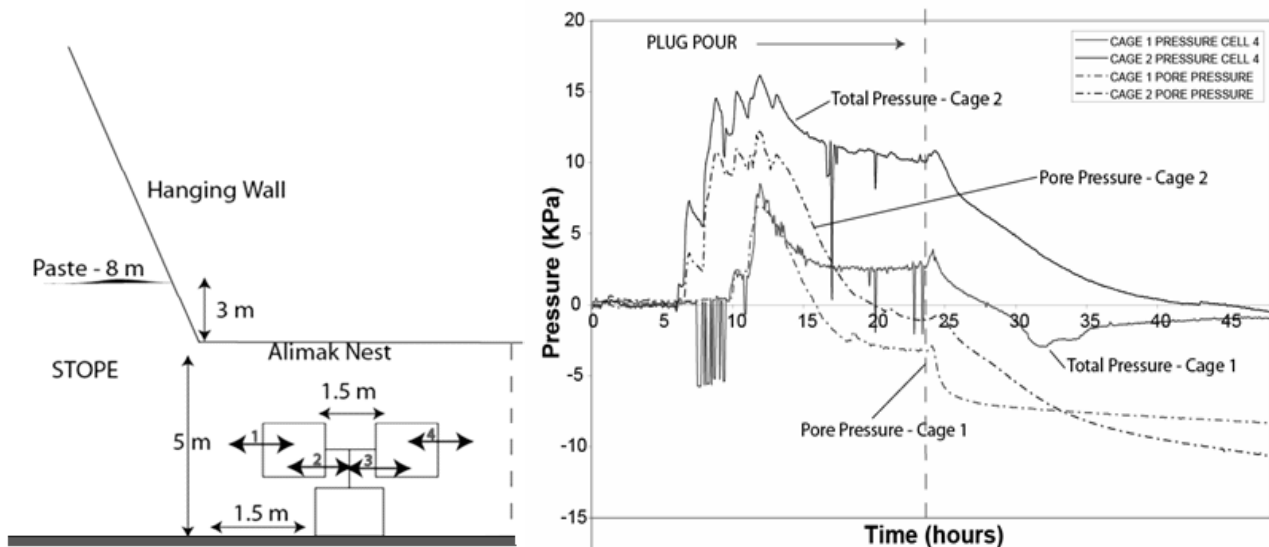 Hanging Wall
Paste - 8 m
3 m
STOPE
Alimak Nest
1.5 m
5 m
1
4
2
3
1.5 m
20
15
10
5
0
-5
-10
-15
Pressure (KPa)
PLUG POUR
CAGE 1 PRESSURE CELL 4
CAGE 2 PRESSURE CELL 4
CAGE 1 PORE PRESSURE
CAGE 2 PORE PRESSURE
Total Pressure - Cage 2
Pore Pressure - Cage 2
0
5
10
15
20
25
30
35
40
45
Total Pressure - Cage 1
Pore Pressure - Cage 1
Time (hours)